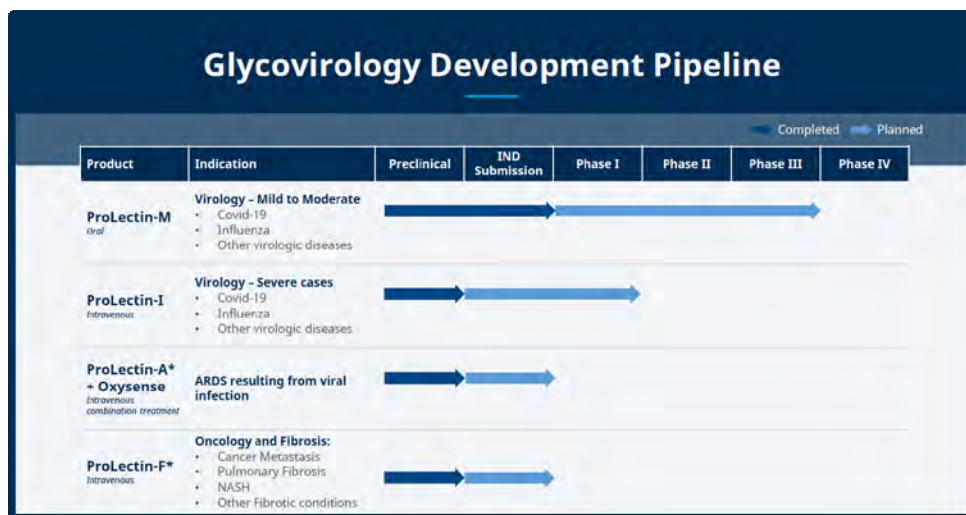 Glycovirology Development Pipeline
Completed Planned
Product Indication Preclinical IND Submission Phase I Phase II Phase III Phase IV
ProLectin-M
Oral
Virology – Mild to Moderate
• Covid-19
• Influenza
• Other virologic diseases
ProLectin-I
Intravenous
Virology – Severe cases
• Covid-19
• Influenza
• Other virologic diseases
ProLectin-A*
+ Oxysense
Intravenous
combination treatment
ARDS resulting from viral
infection
ProLectin-F*
Intravenous
Oncology and Fibrosis:
• Cancer Metastasis
• Pulmonary Fibrosis
• NASH
• Other Fibrotic conditions